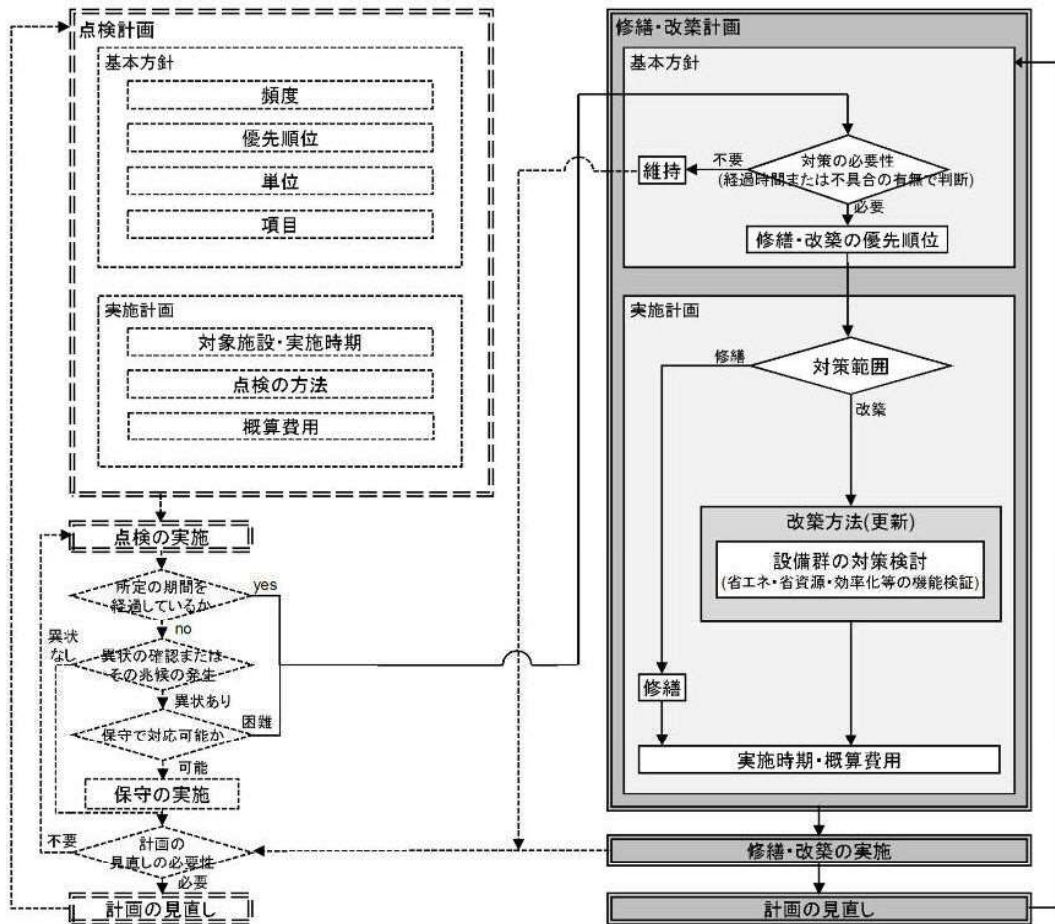 点検計画
基本方針
頻度
優先順位
単位
項目
実施計画
対象施設・実施時期
点検の方法
概算費用
点検の実施
所定の期間を
経過しているか
yes
no
異状
なし
異状の確認または
その兆候の発生
異状あり
保守で対応可能か
困難
可能
保守の実施
不要
計画の
見直しの必要性
必要
計画の見直し
修繕・改築計画
基本方針
維持
不要
対策の必要性
(経過時間または不具合の有無で判断)
必要
修繕・改築の優先順位
実施計画
修繕
対策範囲
改築
改築方法(更新)
設備群の対策検討
(省エネ・省資源・効率化等の機能検証)
修繕
実施時期・概算費用
修繕・改築の実施
計画の見直し